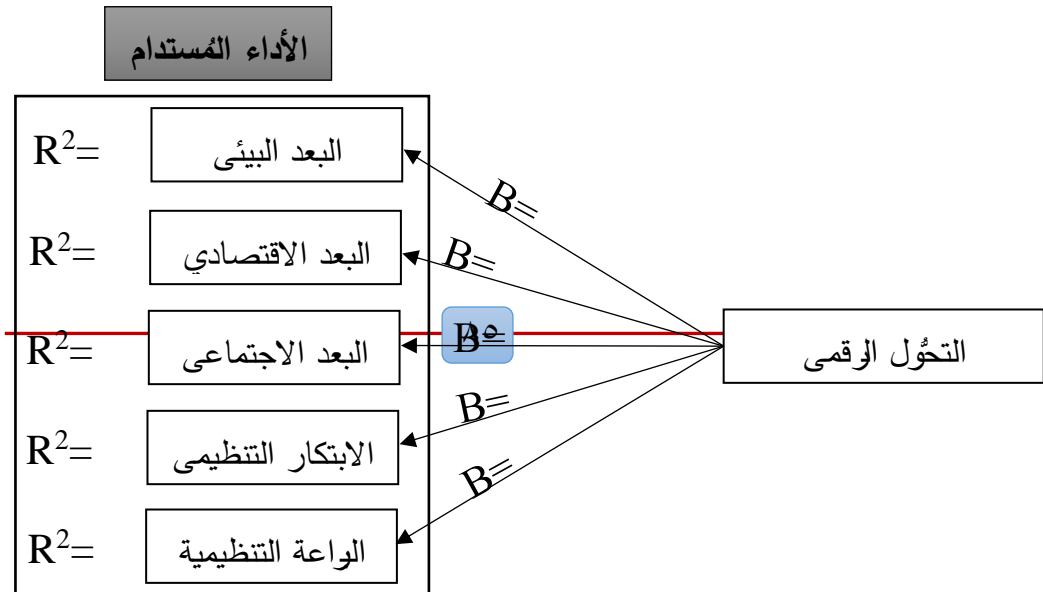 الأداء المُستدام
R²=
البعد البيئى
B=
R²=
البعد الاقتصادي
B=
R²=
البعد الاجتماعى
B=
التحوُّل الرقمى
R²=
الابتكار التنظيمى
B=
R²=
الراعة التنظيمية
B=